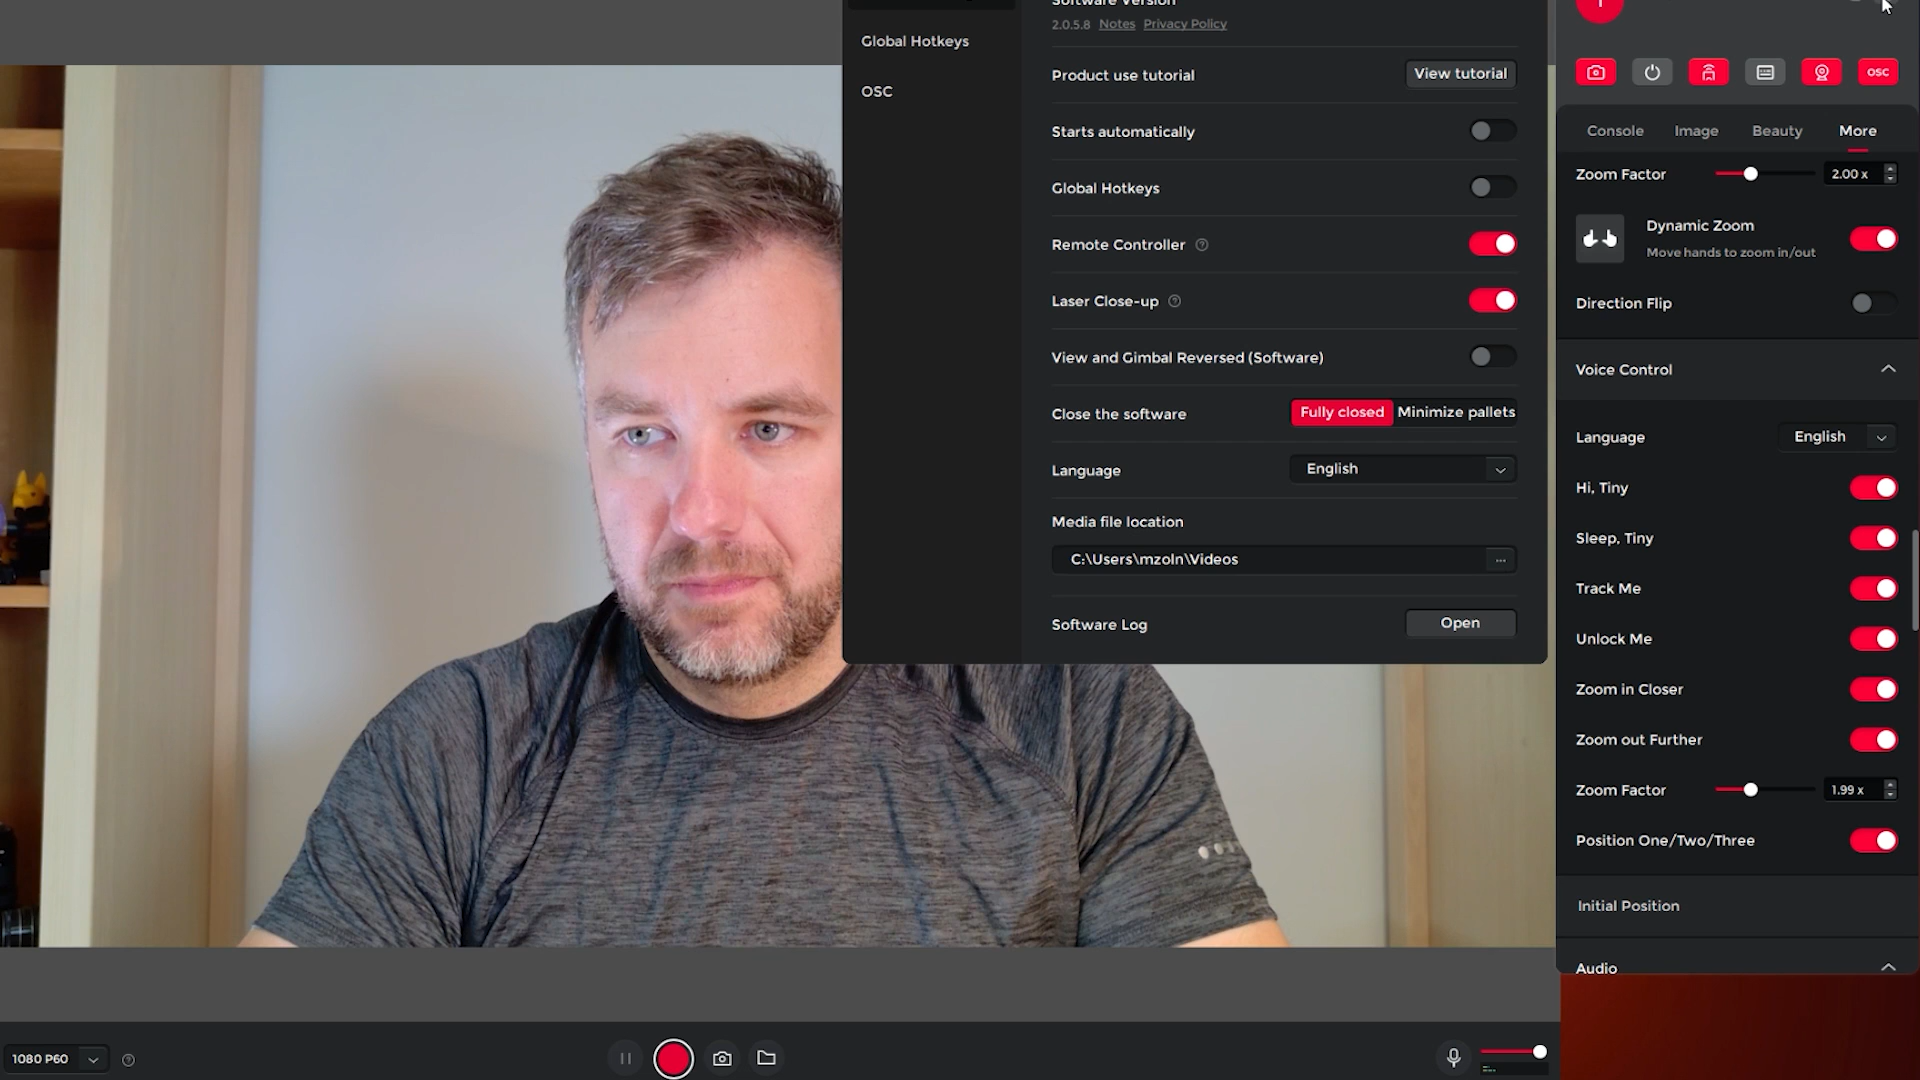 Software Version
2.0.5.8 Notes Privacy Policy
Global Hotkeys
OSC
Product use tutorial
View tutorial
Starts automatically
Global Hotkeys
Remote Controller
Laser Close-up
View and Gimbal Reversed (Software)
Close the software
Fully closed
Minimize pallets
Language
English
Media file location
C:\Users\mzoln\Videos
...
Software Log
Open
OSC
Console
Image
Beauty
More
Zoom Factor
2.00 x
Dynamic Zoom
Move hands to zoom in/out
Direction Flip
Voice Control
Language
English
Hi, Tiny
Sleep, Tiny
Track Me
Unlock Me
Zoom in Closer
Zoom out Further
Zoom Factor
1.99 x
Position One/Two/Three
Initial Position
Audio
1080 P60